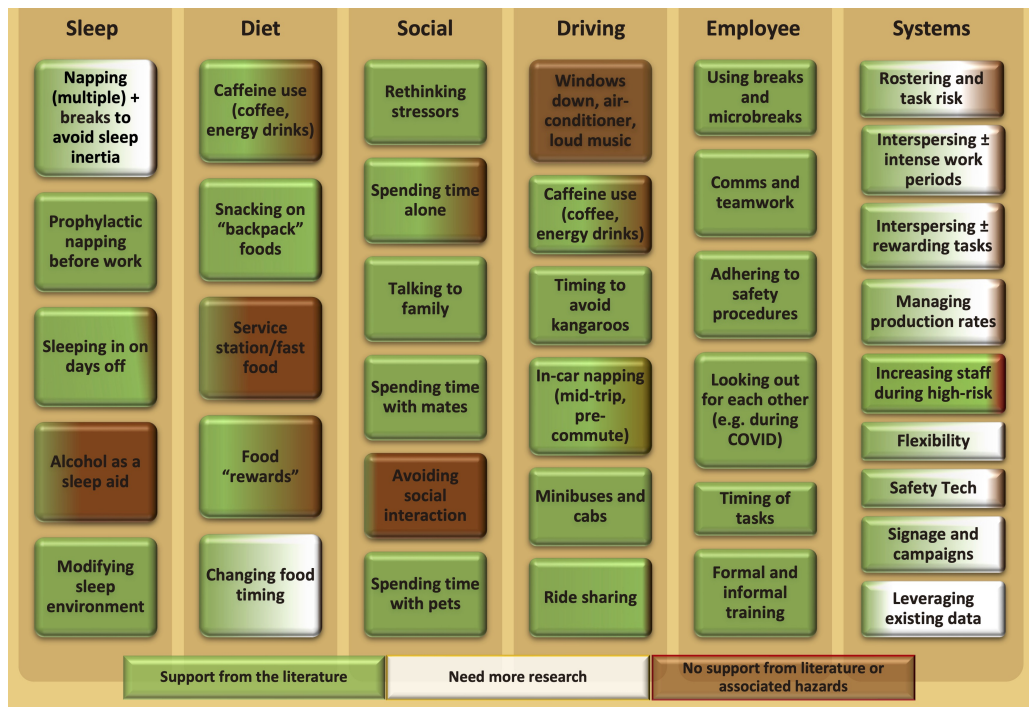 Sleep
Napping
(multiple) +
breaks to
avoid sleep
inertia
Prophylactic
napping
before work
Sleeping in on
days off
Alcohol as a
sleep aid
Modifying
sleep
environment
Diet
Caffeine use
(coffee,
energy drinks)
Snacking on
“backpack”
foods
Service
station/fast
food
Food
“rewards”
Changing food
timing
Social
Rethinking
stressors
Spending time
alone
Talking to
family
Spending time
with mates
Avoiding
social
interaction
Spending time
with pets
Driving
Windows
down, air-
conditioner,
loud music
Caffeine use
(coffee,
energy drinks)
Timing to
avoid
kangaroos
In-car napping
(mid-trip,
pre-
commute)
Minibuses and
cabs
Ride sharing
Employee
Using breaks
and
microbreaks
Comms and
teamwork
Adhering to
safety
procedures
Looking out
for each other
(e.g. during
COVID)
Timing of
tasks
Formal and
informal
training
Systems
Rostering and
task risk
Interspersing ±
intense work
periods
Interspersing ±
rewarding tasks
Managing
production rates
Increasing staff
during high-risk
Flexibility
Safety Tech
Signage and
campaigns
Leveraging
existing data
Support from the literature
Need more research
No support from literature or
associated hazards